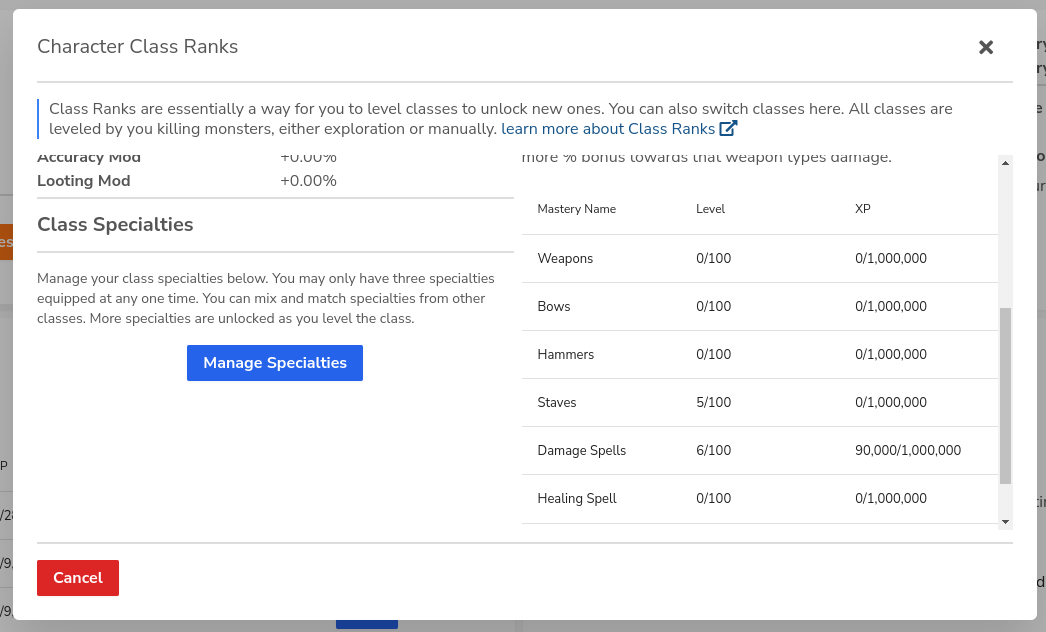 Character Class Ranks
Class Ranks are essentially a way for you to level classes to unlock new ones. You can also switch classes here. All classes are
leveled by you killing monsters, either exploration or manually. learn more about Class Ranks
Accuracy Mod +0.00%
Looting Mod +0.00%
Class Specialties
Manage your class specialties below. You may only have three specialties
equipped at any one time. You can mix and match specialties from other
classes. More specialties are unlocked as you level the class.
Manage Specialties
more % bonus towards that weapon types damage.
Mastery Name Level XP
Weapons 0/100 0/1,000,000
Bows 0/100 0/1,000,000
Hammers 0/100 0/1,000,000
Staves 5/100 0/1,000,000
Damage Spells 6/100 90,000/1,000,000
Healing Spell 0/100 0/1,000,000
Cancel